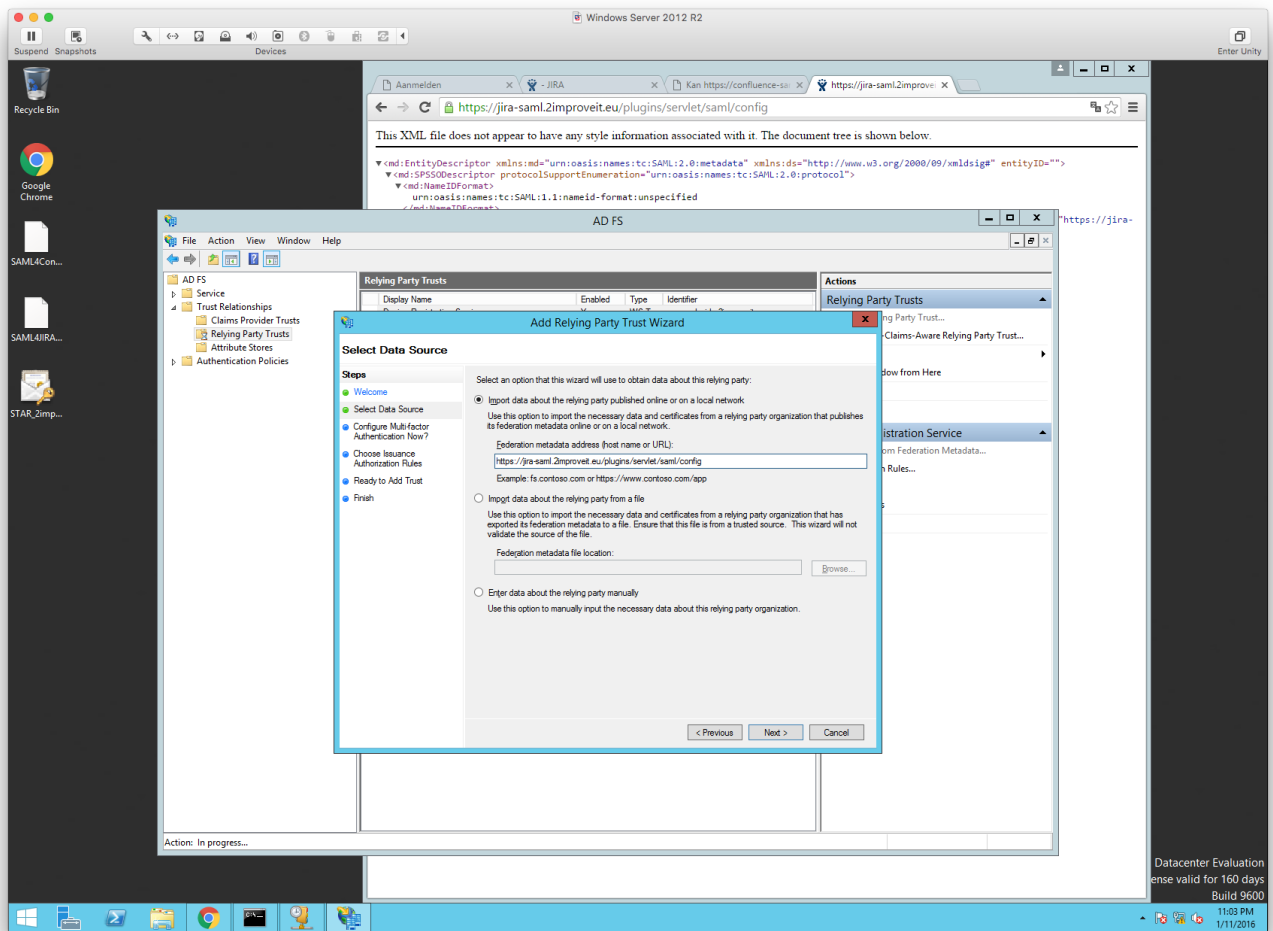 Windows Server 2012 R2
Suspend
Snapshots
Devices
Enter Unity
Recycle Bin
Google
Chrome
SAML4Con...
SAML4JIRA...
STAR_2imp...
Aanmelden
- JIRA
Kan https://confluence-sa
https://jira-saml.2improvei
https://jira-saml.2improveit.eu/plugins/servlet/saml/config
This XML file does not appear to have any style information associated with it. The document tree is shown below.
<md:EntityDescriptor xmlns:md="urn:oasis:names:tc:SAML:2.0:metadata" xmlns:ds="http://www.w3.org/2000/09/xmldsig#" entityID="">
<md:SPSSODescriptor protocolSupportEnumeration="urn:oasis:names:tc:SAML:2.0:protocol">
<md:NameIDFormat>
urn:oasis:names:tc:SAML:1.1:nameid-format:unspecified
</md:NameIDFormat>
"https://jira-
AD FS
File Action View Window Help
AD FS
Service
Trust Relationships
Claims Provider Trusts
Relying Party Trusts
Attribute Stores
Authentication Policies
Relying Party Trusts
Display Name Enabled Type Identifier
Actions
Relying Party Trusts
ng Party Trust...
-Claims-Aware Relying Party Trust...
dow from Here
istration Service
om Federation Metadata...
n Rules...
s
Add Relying Party Trust Wizard
Select Data Source
Steps
Welcome
Select Data Source
Configure Multi-factor
Authentication Now?
Choose Issuance
Authorization Rules
Ready to Add Trust
Finish
Select an option that this wizard will use to obtain data about this relying party:
Import data about the relying party published online or on a local network
Use this option to import the necessary data and certificates from a relying party organization that publishes
its federation metadata online or on a local network.
Federation metadata address (host name or URL):
https://jira-saml.2improveit.eu/plugins/servlet/saml/config
Example: fs.contoso.com or https://www.contoso.com/app
Import data about the relying party from a file
Use this option to import the necessary data and certificates from a relying party organization that has
exported its federation metadata to a file. Ensure that this file is from a trusted source. This wizard will not
validate the source of the file.
Federation metadata file location:
Browse...
Enter data about the relying party manually
Use this option to manually input the necessary data about this relying party organization.
< Previous
Next >
Cancel
Action: In progress...
Datacenter Evaluation
ense valid for 160 days
Build 9600
11:03 PM
1/11/2016